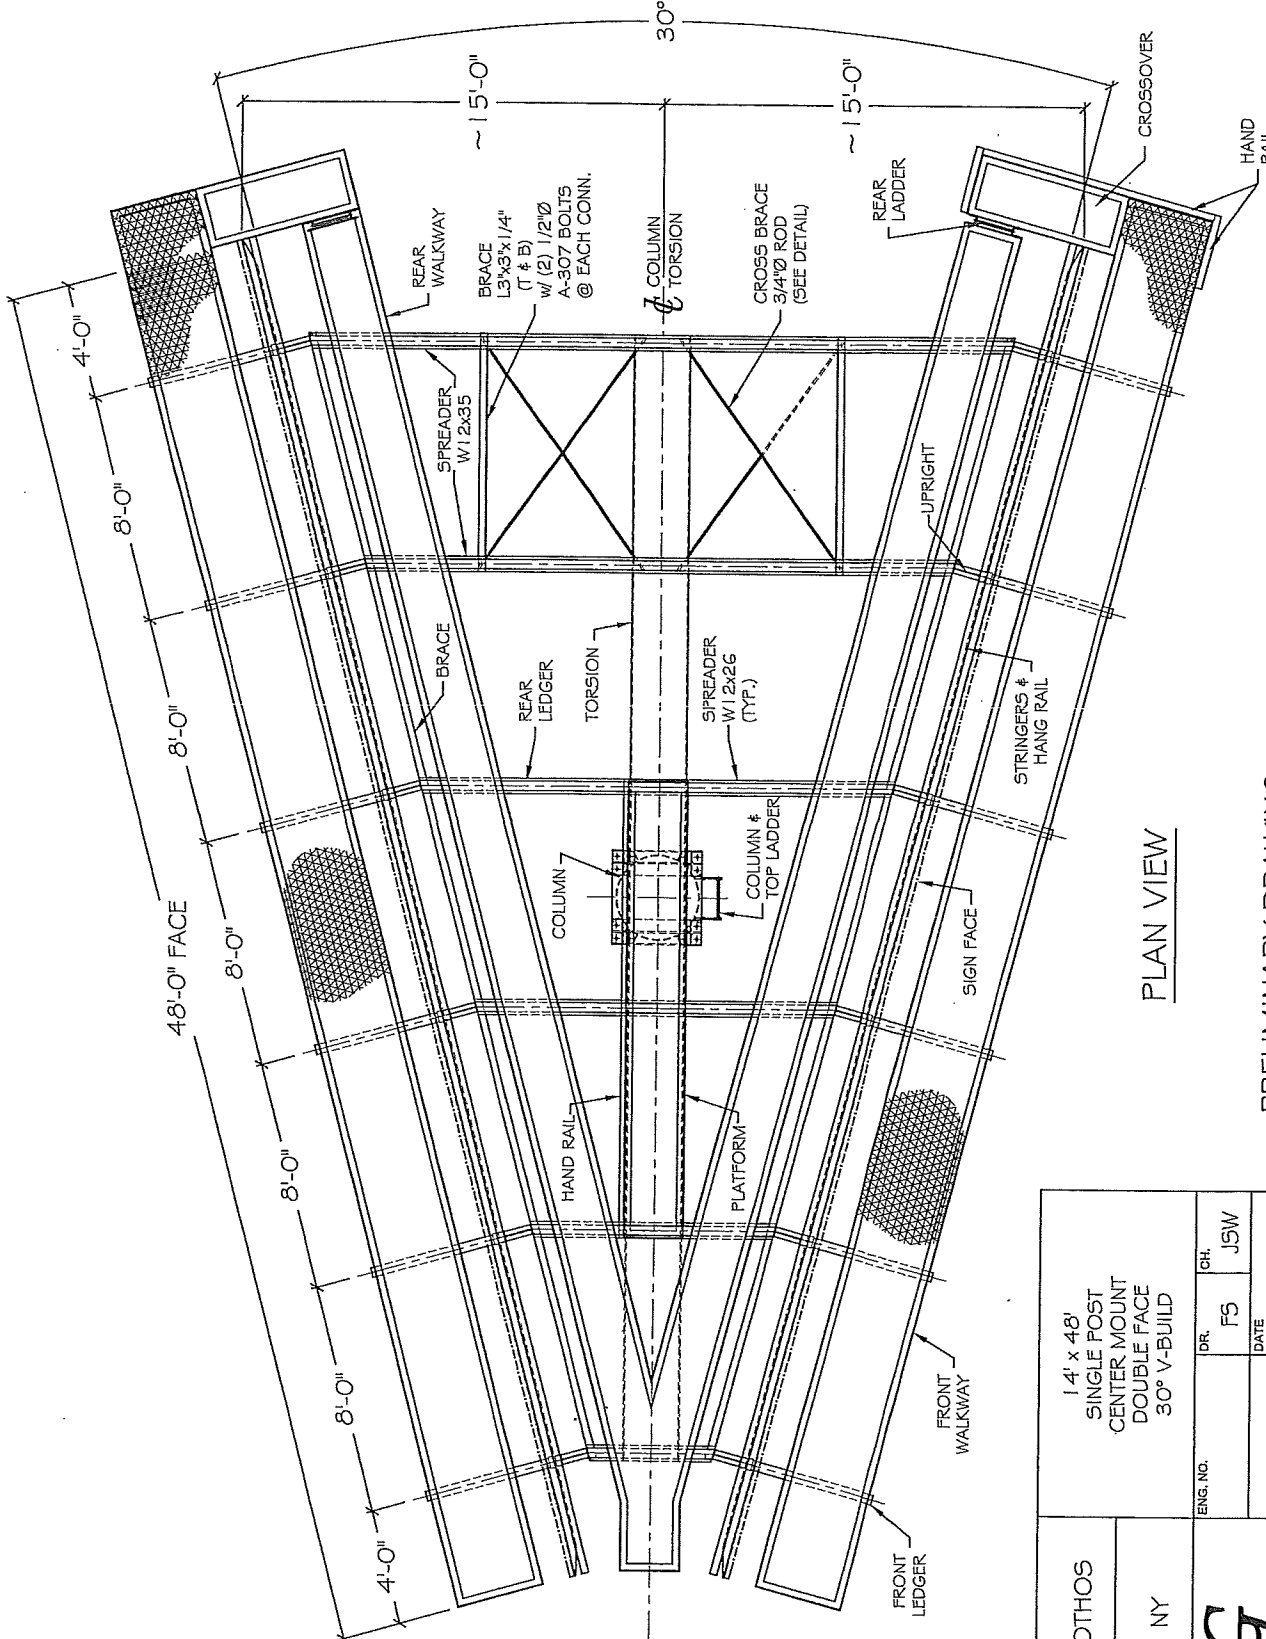 30°
~15'-0"
~15'-0"
CROSSOVER
HAND
REAR
LADDER
REAR
WALKWAY
BRACE
L3"x3"x1/4"
(T & B)
w/ (2) 1/2"Ø
A-307 BOLTS
@ EACH CONN.
℄ COLUMN
TORSION
CROSS BRACE
3/4"Ø ROD
(SEE DETAIL)
4'-0"
8'-0"
8'-0"
8'-0"
8'-0"
8'-0"
4'-0"
48'-0" FACE
SPREADER
W12x35
UPRIGHT
BRACE
REAR
LEDGER
TORSION
SPREADER
W12x26
(TYP.)
STRINGERS &
HANG RAIL
COLUMN
COLUMN &
TOP LADDER
SIGN FACE
HAND RAIL
PLATFORM
FRONT
WALKWAY
FRONT
LEDGER
PLAN VIEW
14' x 48'
SINGLE POST
CENTER MOUNT
DOUBLE FACE
30° V-BUILD
ENG. NO.
DR.
FS
CH.
JSW
DATE
OTHOS
NY